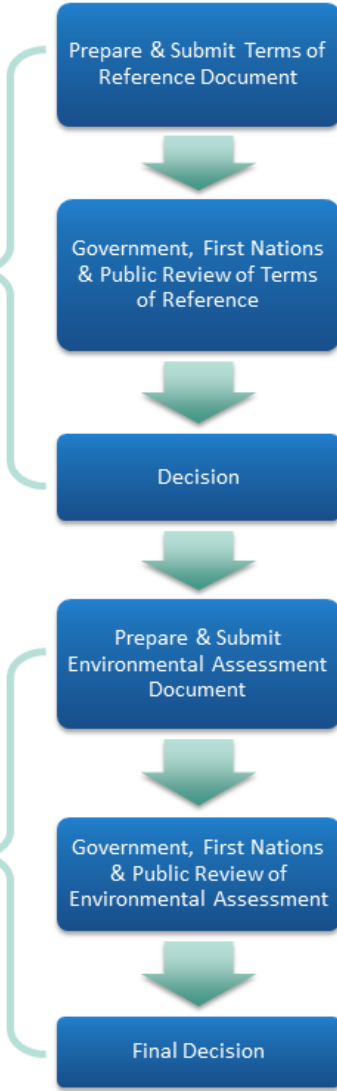 Prepare & Submit Terms of
Reference Document
Government, First Nations
& Public Review of Terms
of Reference
Decision
Prepare & Submit
Environmental Assessment
Document
Government, First Nations
& Public Review of
Environmental Assessment
Final Decision